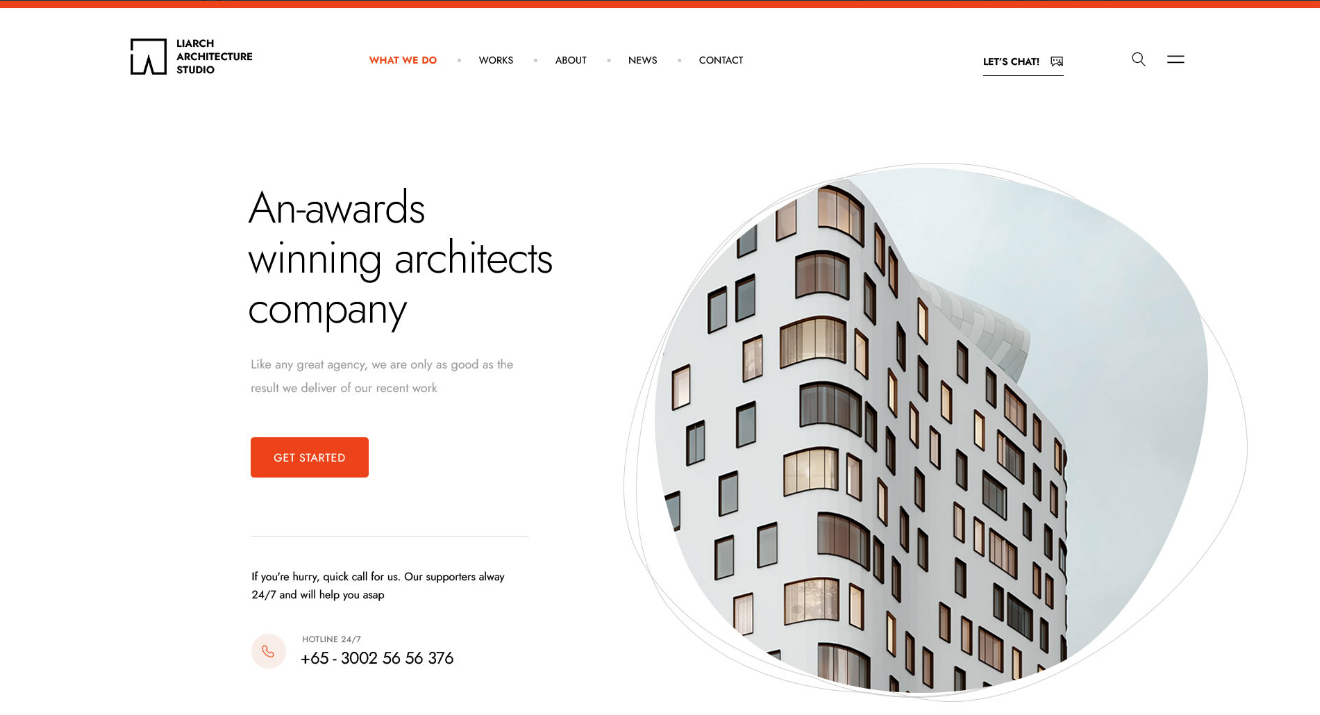 LIARCH
ARCHITECTURE
STUDIO
WHAT WE DO
WORKS
ABOUT
NEWS
CONTACT
LET'S CHAT!
An-awards
winning architects
company
Like any great agency, we are only as good as the
result we deliver of our recent work
GET STARTED
If you're hurry, quick call for us. Our supporters alway
24/7 and will help you asap
HOTLINE 24/7
+65 - 3002 56 56 376